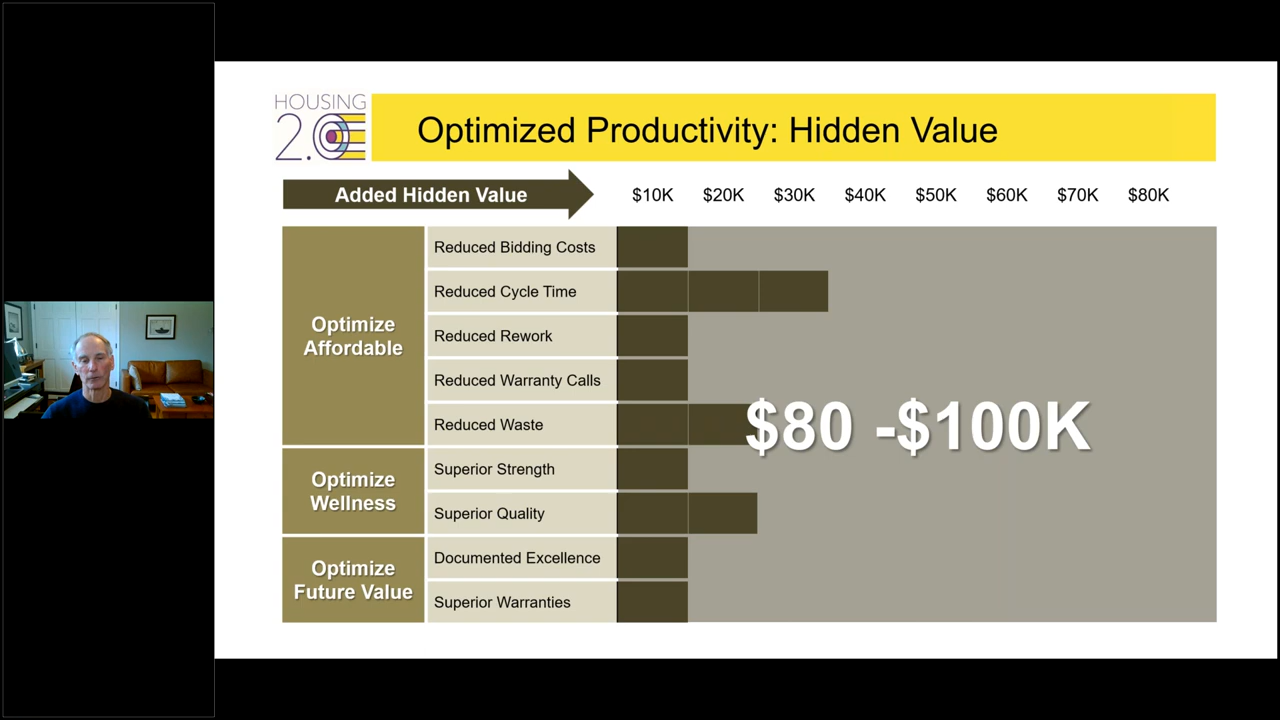 HOUSING
2.0
Optimized Productivity: Hidden Value
Added Hidden Value
$10K $20K $30K $40K $50K $60K $70K $80K
Optimize
Affordable
Reduced Bidding Costs
Reduced Cycle Time
Reduced Rework
Reduced Warranty Calls
Reduced Waste
$80 -$100K
Optimize
Wellness
Superior Strength
Superior Quality
Optimize
Future Value
Documented Excellence
Superior Warranties